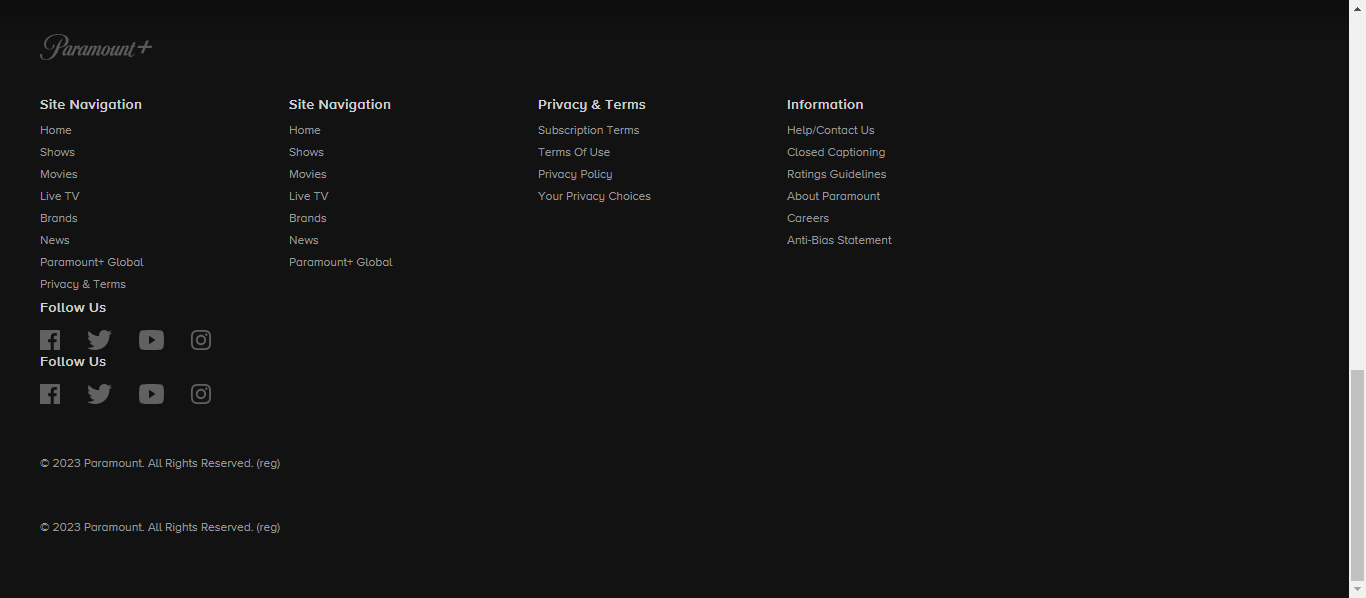 Paramount+
Site Navigation
Home
Shows
Movies
Live TV
Brands
News
Paramount+ Global
Privacy & Terms
Follow Us
Follow Us
Site Navigation
Home
Shows
Movies
Live TV
Brands
News
Paramount+ Global
Privacy & Terms
Subscription Terms
Terms Of Use
Privacy Policy
Your Privacy Choices
Information
Help/Contact Us
Closed Captioning
Ratings Guidelines
About Paramount
Careers
Anti-Bias Statement
© 2023 Paramount. All Rights Reserved. (reg)
© 2023 Paramount. All Rights Reserved. (reg)